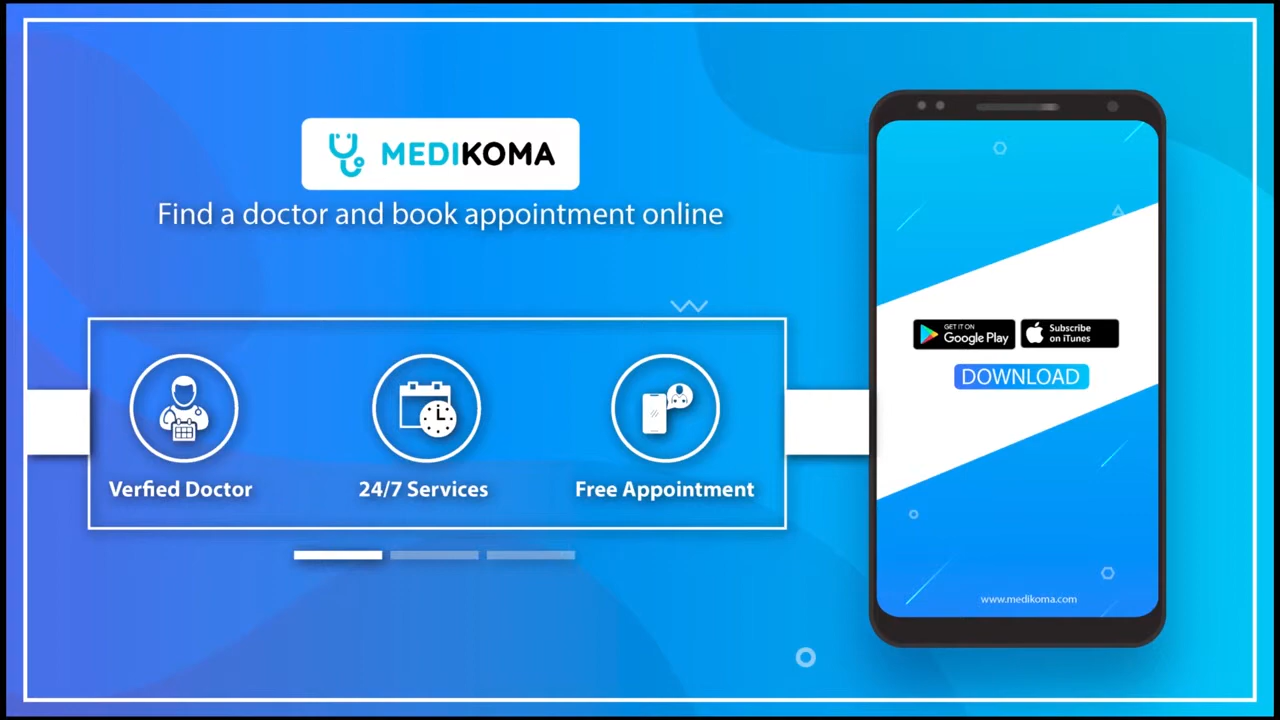 MEDIKOMA
Find a doctor and book appointment online
Verfied Doctor
24/7 Services
Free Appointment
GET IT ON
Google Play
Subscribe
on iTunes
DOWNLOAD
www.medikoma.com